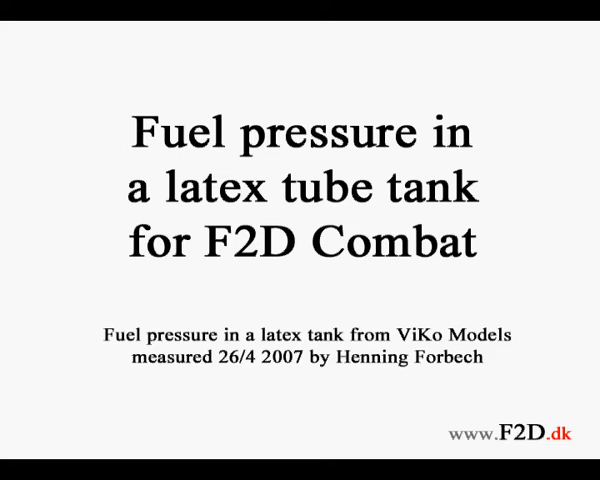 Fuel pressure in
a latex tube tank
for F2D Combat
Fuel pressure in a latex tank from ViKo Models
measured 26/4 2007 by Henning Forbech
www.F2D.dk